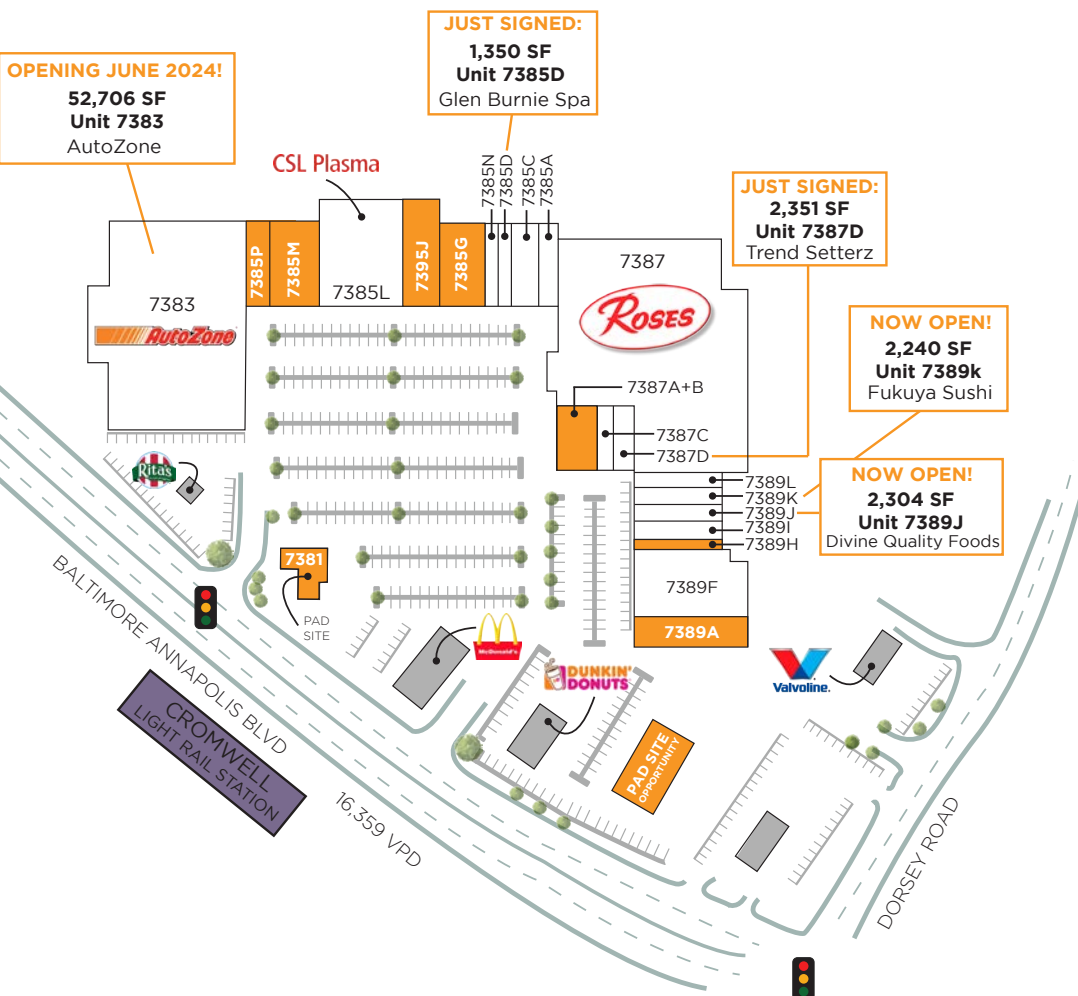 JUST SIGNED:
1,350 SF
Unit 7385D
Glen Burnie Spa
OPENING JUNE 2024!
52,706 SF
Unit 7383
AutoZone
CSL Plasma
7385N
7385D
7385C
7385A
JUST SIGNED:
2,351 SF
Unit 7387D
Trend Setterz
7385P
7385M
7385L
7395J
7385G
7387
ROSES
7383
AutoZone
NOW OPEN!
2,240 SF
Unit 7389k
Fukuya Sushi
7387A+B
7387C
7387D
NOW OPEN!
2,304 SF
Unit 7389J
Divine Quality Foods
7389L
7389K
7389J
7389I
7389H
7389F
7389A
Rita's
7381
PAD
SITE
McDonald's
DUNKIN'
DONUTS
Valvoline.
PAD SITE
OPPORTUNITY
BALTIMORE ANNAPOLIS BLVD
CROMWELL
LIGHT RAIL STATION
16,359 VPD
DORSEY ROAD